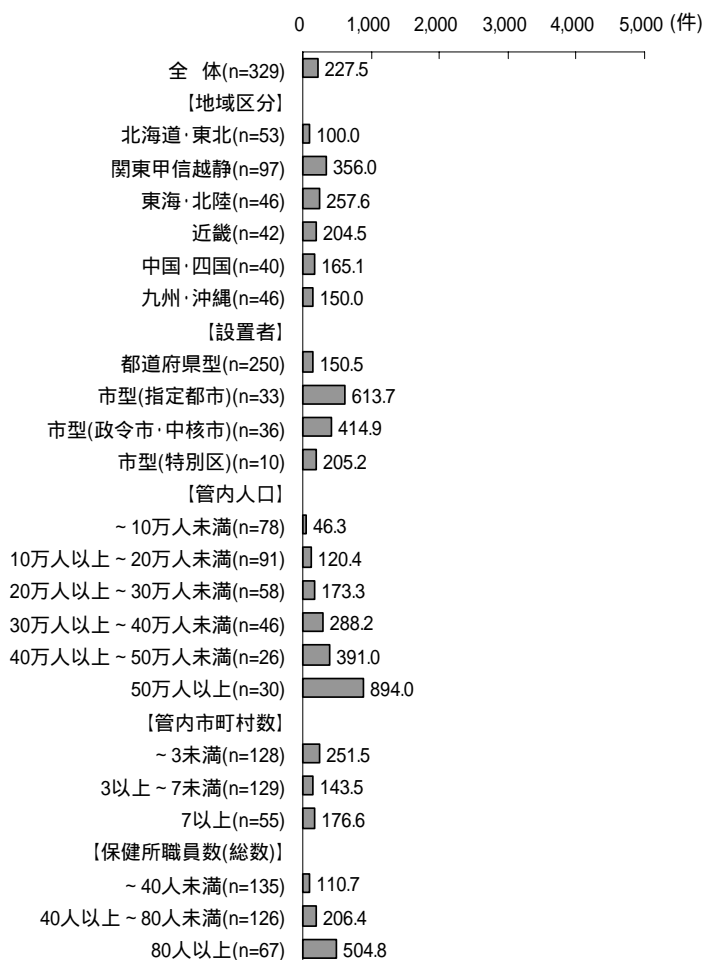 0 1,000 2,000 3,000 4,000 5,000 (件)
全 体(n=329) 227.5
【地域区分】
北海道·東北(n=53) 100.0
関東甲信越静(n=97) 356.0
東海·北陸(n=46) 257.6
近畿(n=42) 204.5
中国·四国(n=40) 165.1
九州·沖縄(n=46) 150.0
【設置者】
都道府県型(n=250) 150.5
市型(指定都市)(n=33) 613.7
市型(政令市·中核市)(n=36) 414.9
市型(特別区)(n=10) 205.2
【管内人口】
~10万人未満(n=78) 46.3
10万人以上~20万人未満(n=91) 120.4
20万人以上~30万人未満(n=58) 173.3
30万人以上~40万人未満(n=46) 288.2
40万人以上~50万人未満(n=26) 391.0
50万人以上(n=30) 894.0
【管内市町村数】
~3未満(n=128) 251.5
3以上~7未満(n=129) 143.5
7以上(n=55) 176.6
【保健所職員数(総数)】
~40人未満(n=135) 110.7
40人以上~80人未満(n=126) 206.4
80人以上(n=67) 504.8